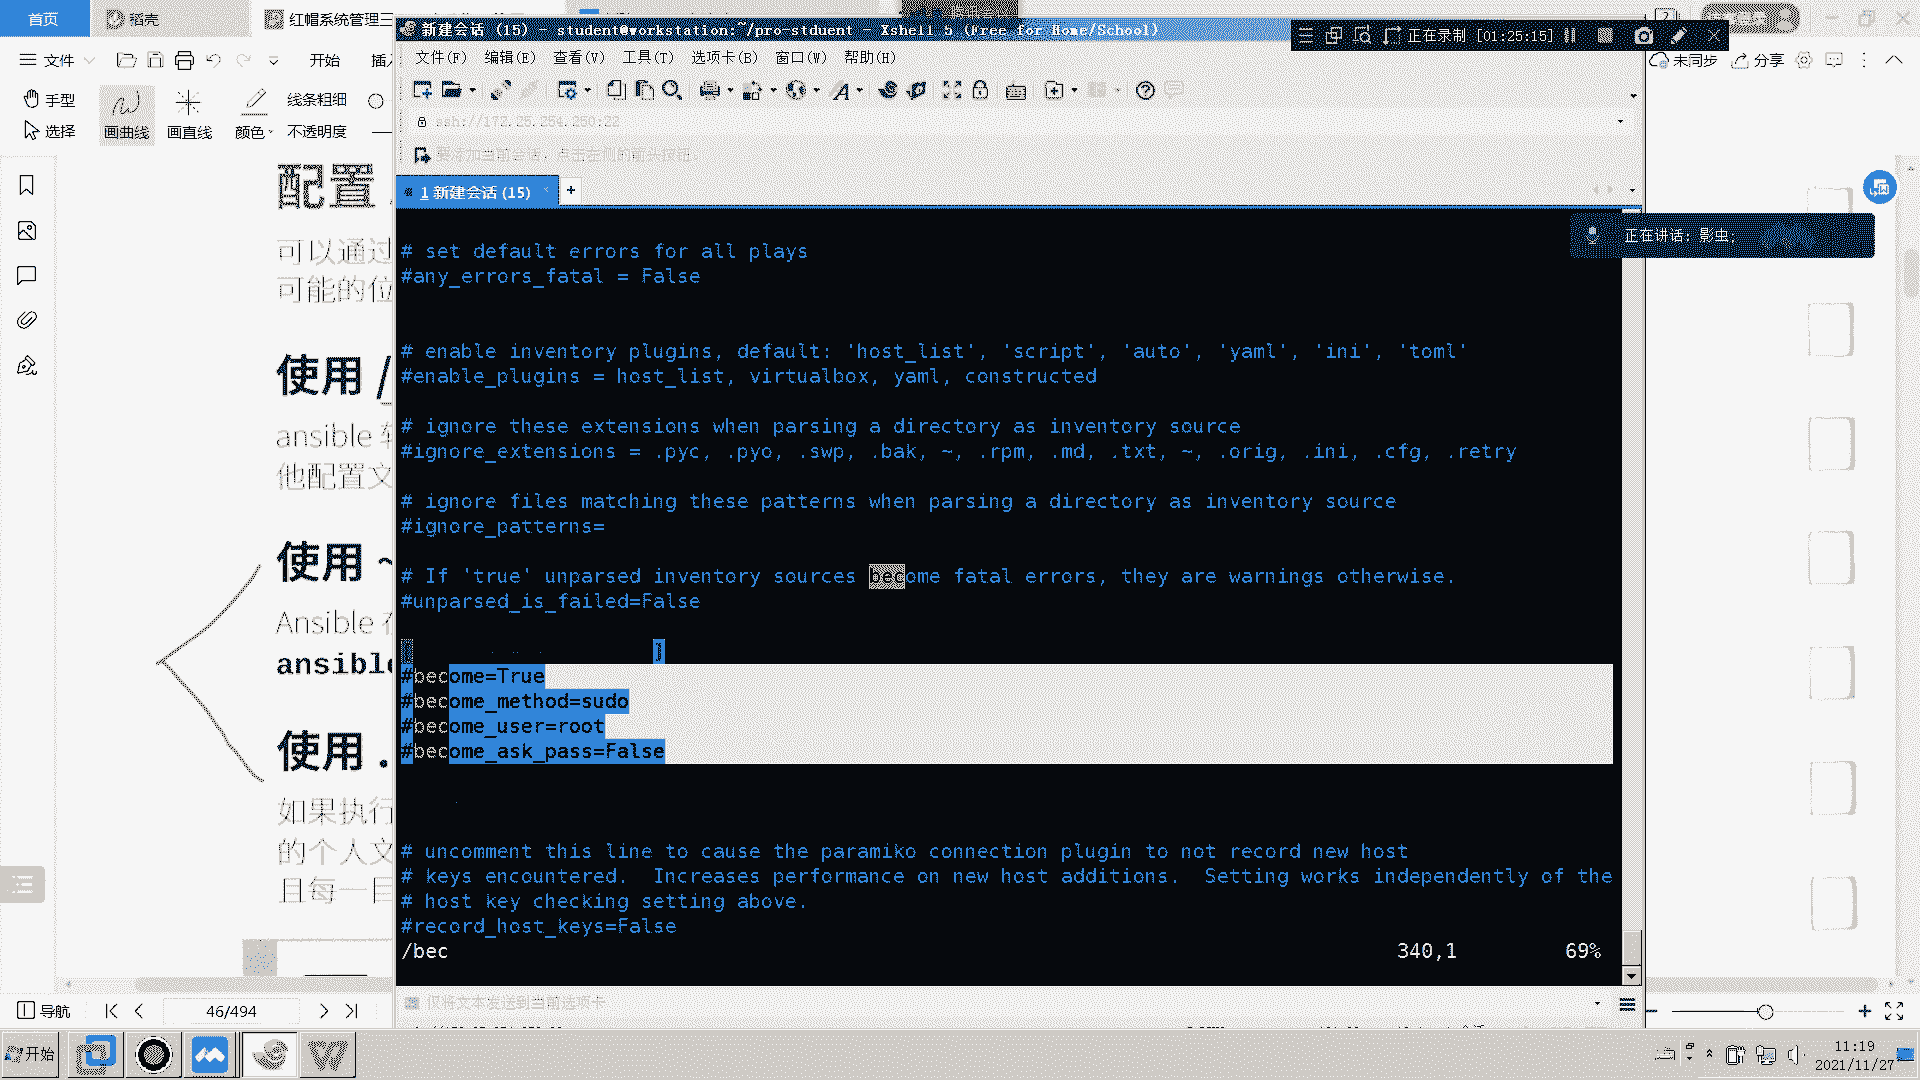 首页
稻壳
红帽系统管理三
新建会话 (15) - student@workstation:~/pro-stduent - Xshell 5 (Free for Home/School)
正在录制 [01:25:15]
文件
开始
插入
文件(F) 编辑(E) 查看(V) 工具(T) 选项卡(B) 窗口(W) 帮助(H)
未同步
分享
手型
线条粗细
选择
画曲线
画直线
颜色
不透明度
ssh://172.25.254.250:22
要添加当前会话，点击左侧的箭头按钮。
1 新建会话 (15)
+
正在讲话: 影虫;
配置
可以通过
可能的位
使用 /
ansible
他配置文
使用 ~
Ansible 在
ansible
使用 .
如果执行
的个人文
且每一目
# set default errors for all plays
#any_errors_fatal = False
# enable inventory plugins, default: 'host_list', 'script', 'auto', 'yaml', 'ini', 'toml'
#enable_plugins = host_list, virtualbox, yaml, constructed
# ignore these extensions when parsing a directory as inventory source
#ignore_extensions = .pyc, .pyo, .swp, .bak, ~, .rpm, .md, .txt, ~, .orig, .ini, .cfg, .retry
# ignore files matching these patterns when parsing a directory as inventory source
#ignore_patterns=
# If 'true' unparsed inventory sources become fatal errors, they are warnings otherwise.
#unparsed_is_failed=False
[ ]
#become=True
#become_method=sudo
#become_user=root
#become_ask_pass=False
# uncomment this line to cause the paramiko connection plugin to not record new host
# keys encountered.  Increases performance on new host additions.  Setting works independently of the
# host key checking setting above.
#record_host_keys=False
/bec 340,1 69%
仅将文本发送到当前选项卡
导航
46/494
开始
11:19
2021/11/27